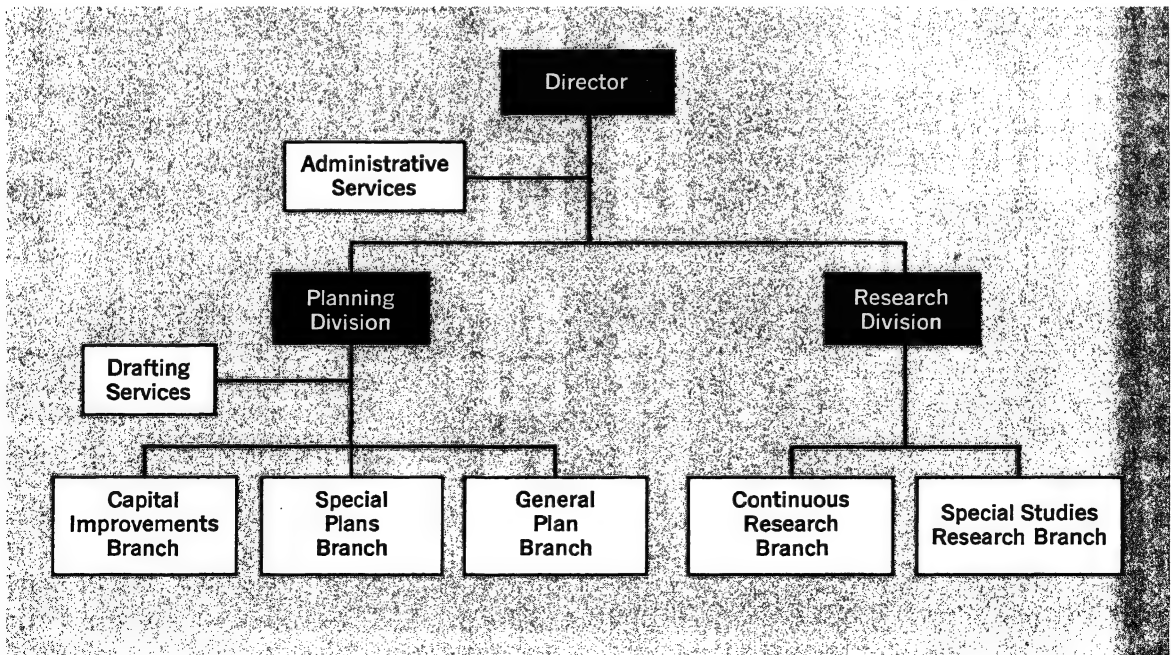 Director
Administrative
Services
Planning
Division
Research
Division
Drafting
Services
Capital
Improvements
Branch
Special
Plans
Branch
General
Plan
Branch
Continuous
Research
Branch
Special Studies
Research Branch